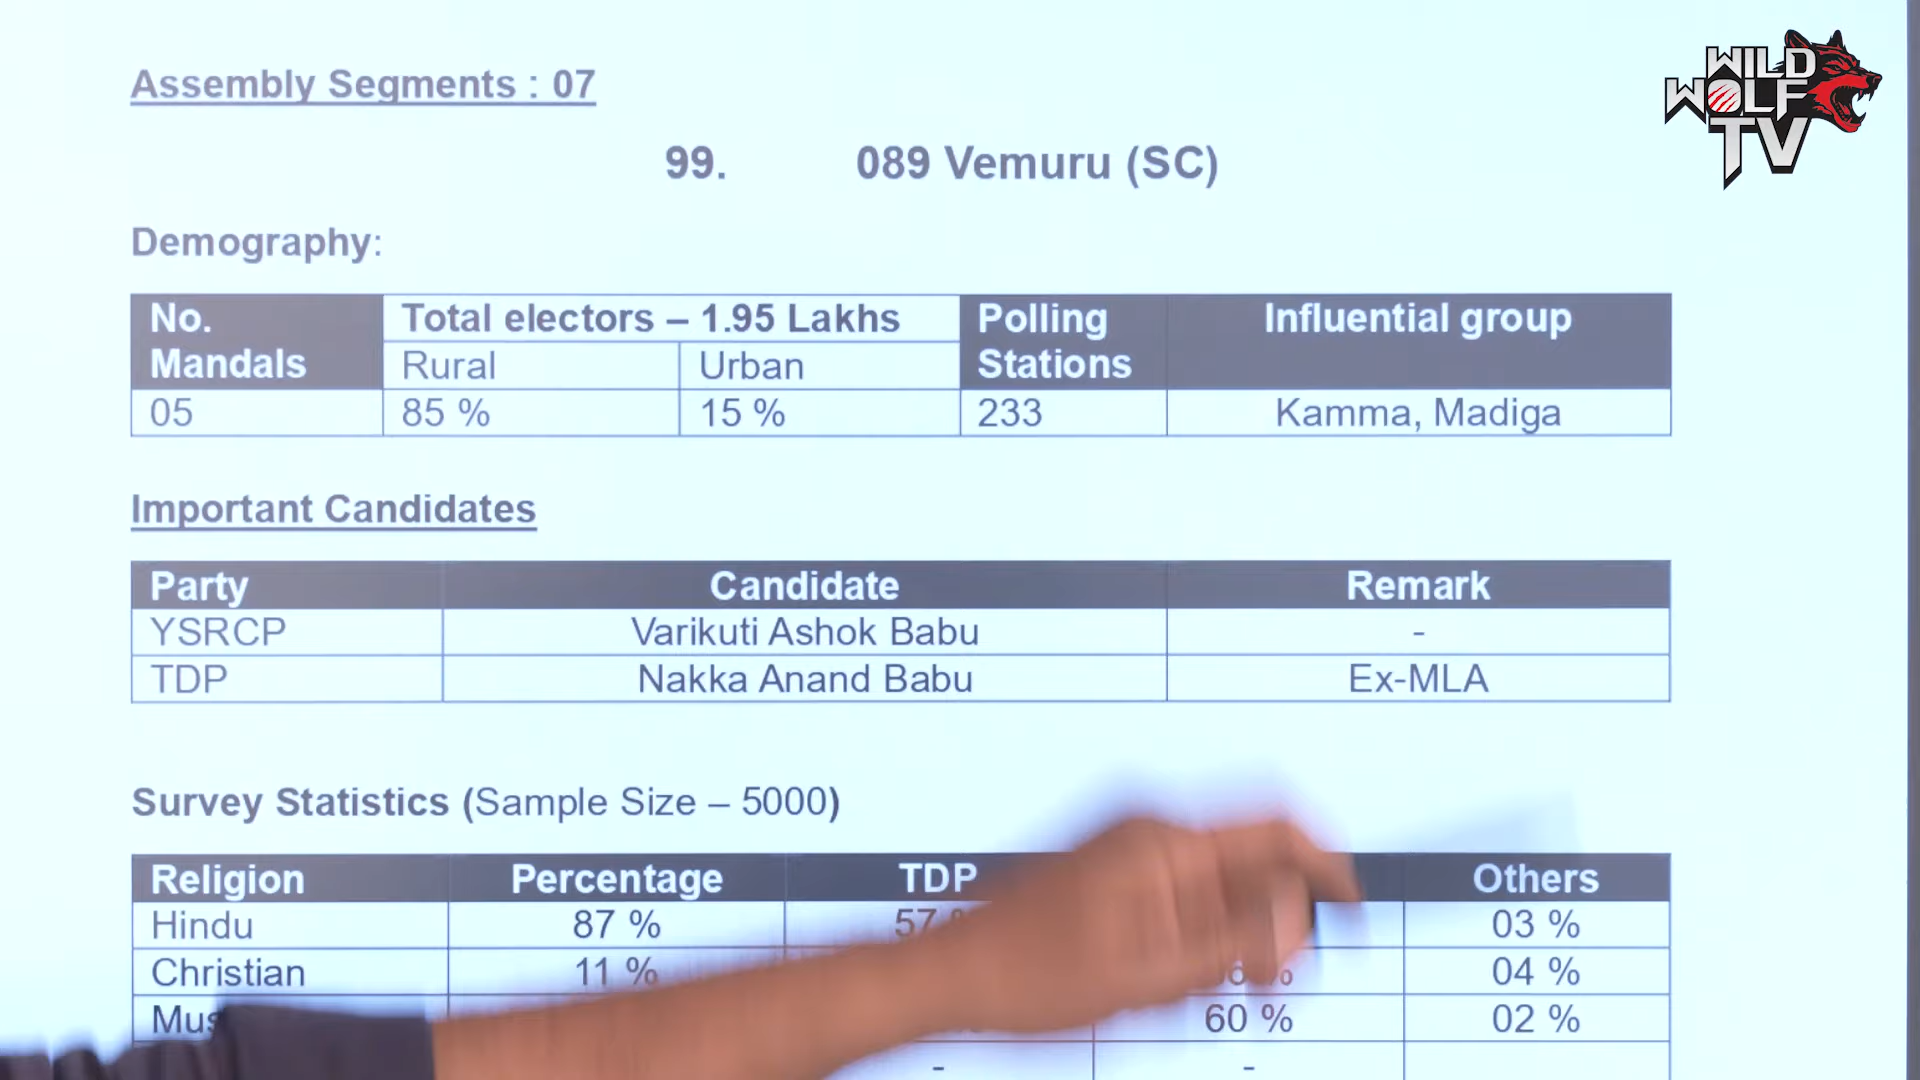 WILD
WOLF
TV
Assembly Segments : 07
99. 089 Vemuru (SC)
Demography:
No. Mandals Total electors – 1.95 Lakhs Polling Stations Influential group
Rural Urban
05 85 % 15 % 233 Kamma, Madiga
Important Candidates
Party Candidate Remark
YSRCP Varikuti Ashok Babu -
TDP Nakka Anand Babu Ex-MLA
Survey Statistics (Sample Size – 5000)
Religion Percentage TDP Others
Hindu 87 % 57 03 %
Christian 11 % 04 %
60 % 02 %
- -